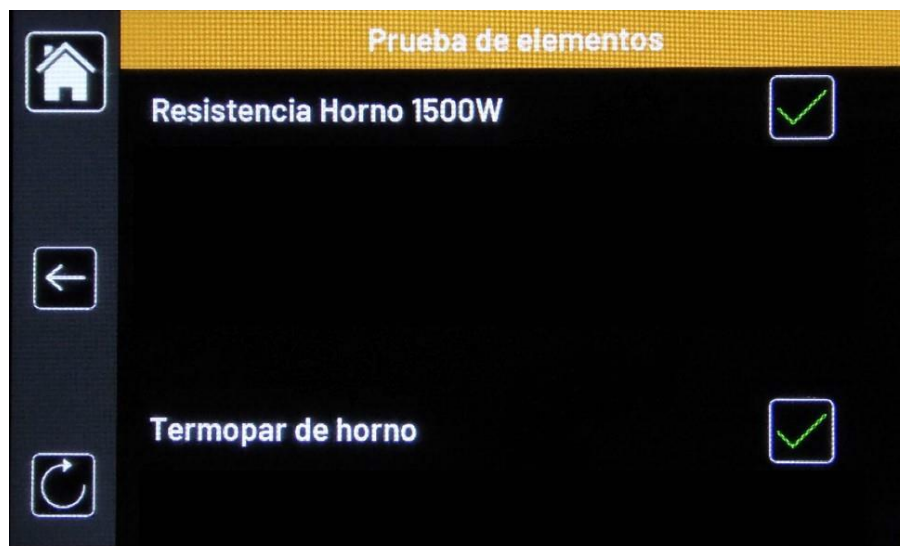 Prueba de elementos
Resistencia Horno 1500W
Termopar de horno